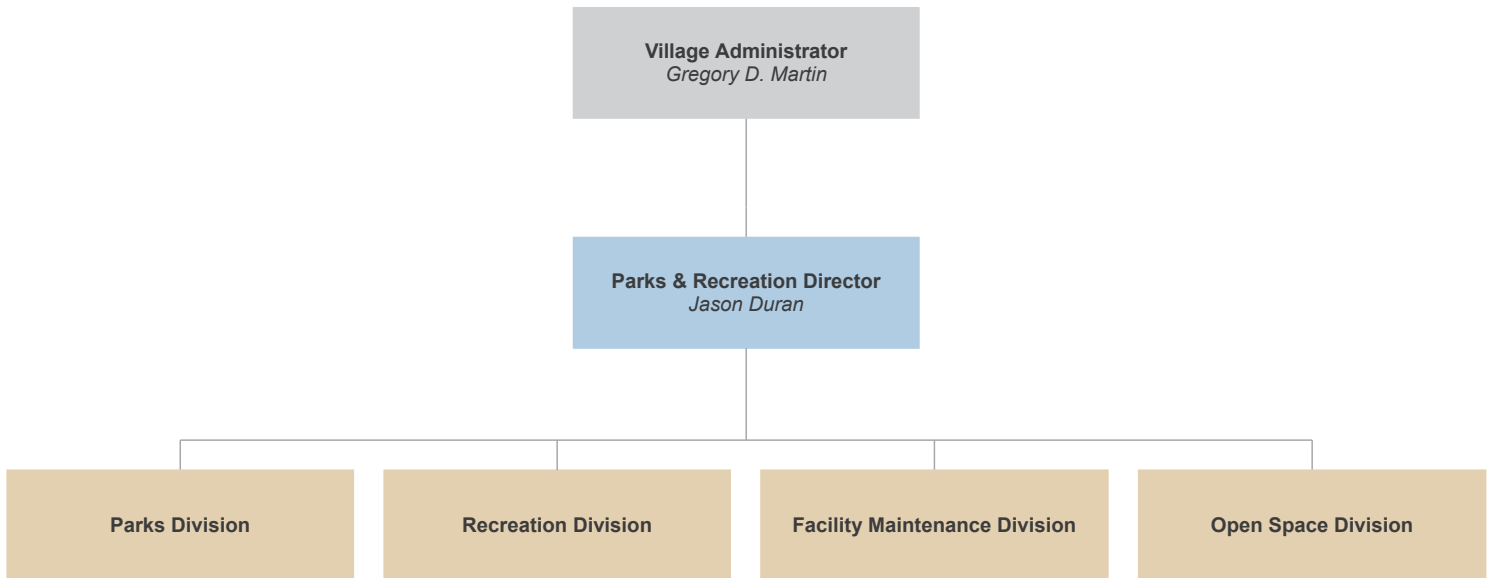 Village Administrator
Gregory D. Martin
Parks & Recreation Director
Jason Duran
Parks Division
Recreation Division
Facility Maintenance Division
Open Space Division